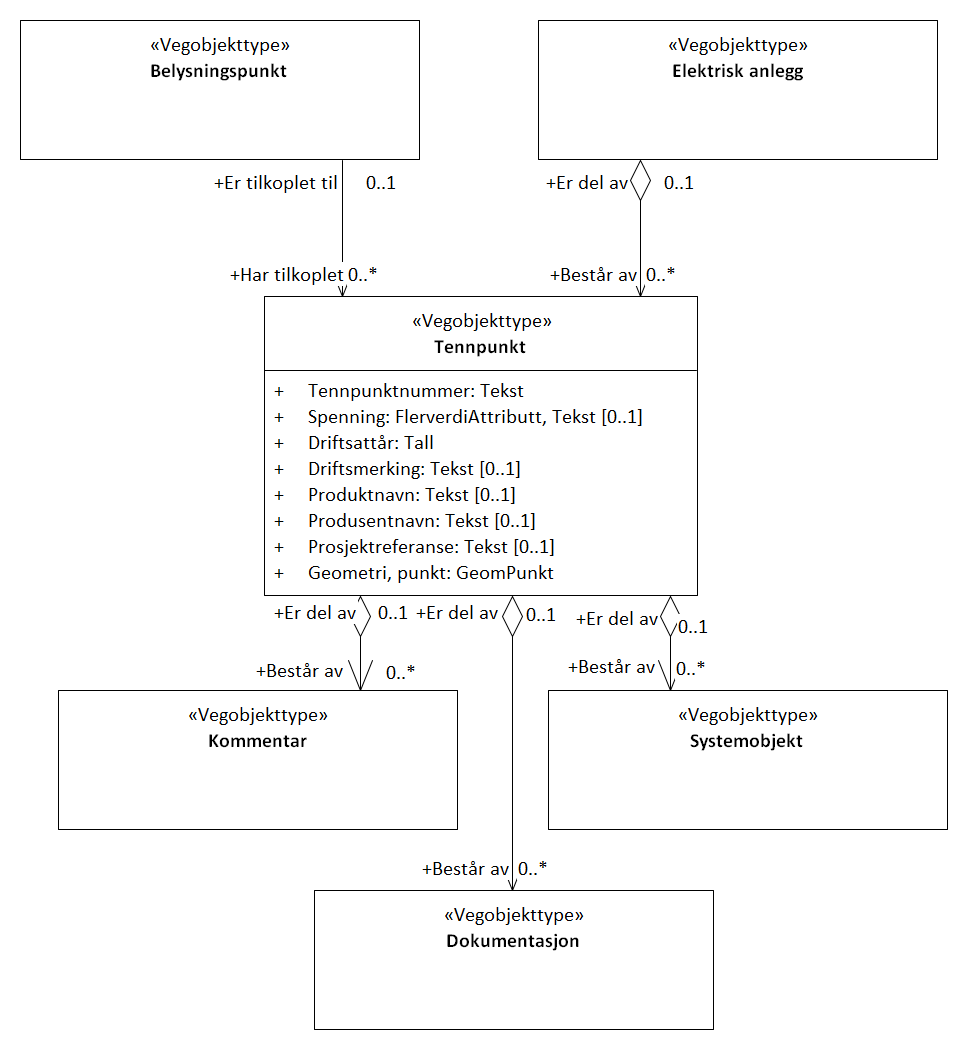 «Vegobjekttype»
Belysningspunkt
«Vegobjekttype»
Elektrisk anlegg
+Er tilkoplet til 0..1
+Er del av 0..1
+Har tilkoplet 0..*
+Består av 0..*
«Vegobjekttype»
Tennpunkt
+ Tennpunktnummer: Tekst
+ Spenning: FlerverdiAttributt, Tekst [0..1]
+ Driftsattår: Tall
+ Driftsmerking: Tekst [0..1]
+ Produktnavn: Tekst [0..1]
+ Produsentnavn: Tekst [0..1]
+ Prosjektreferanse: Tekst [0..1]
+ Geometri, punkt: GeomPunkt
+Er del av 0..1
+Er del av 0..1
+Er del av 0..1
+Består av 0..*
+Består av 0..*
«Vegobjekttype»
Kommentar
«Vegobjekttype»
Systemobjekt
+Består av 0..*
«Vegobjekttype»
Dokumentasjon